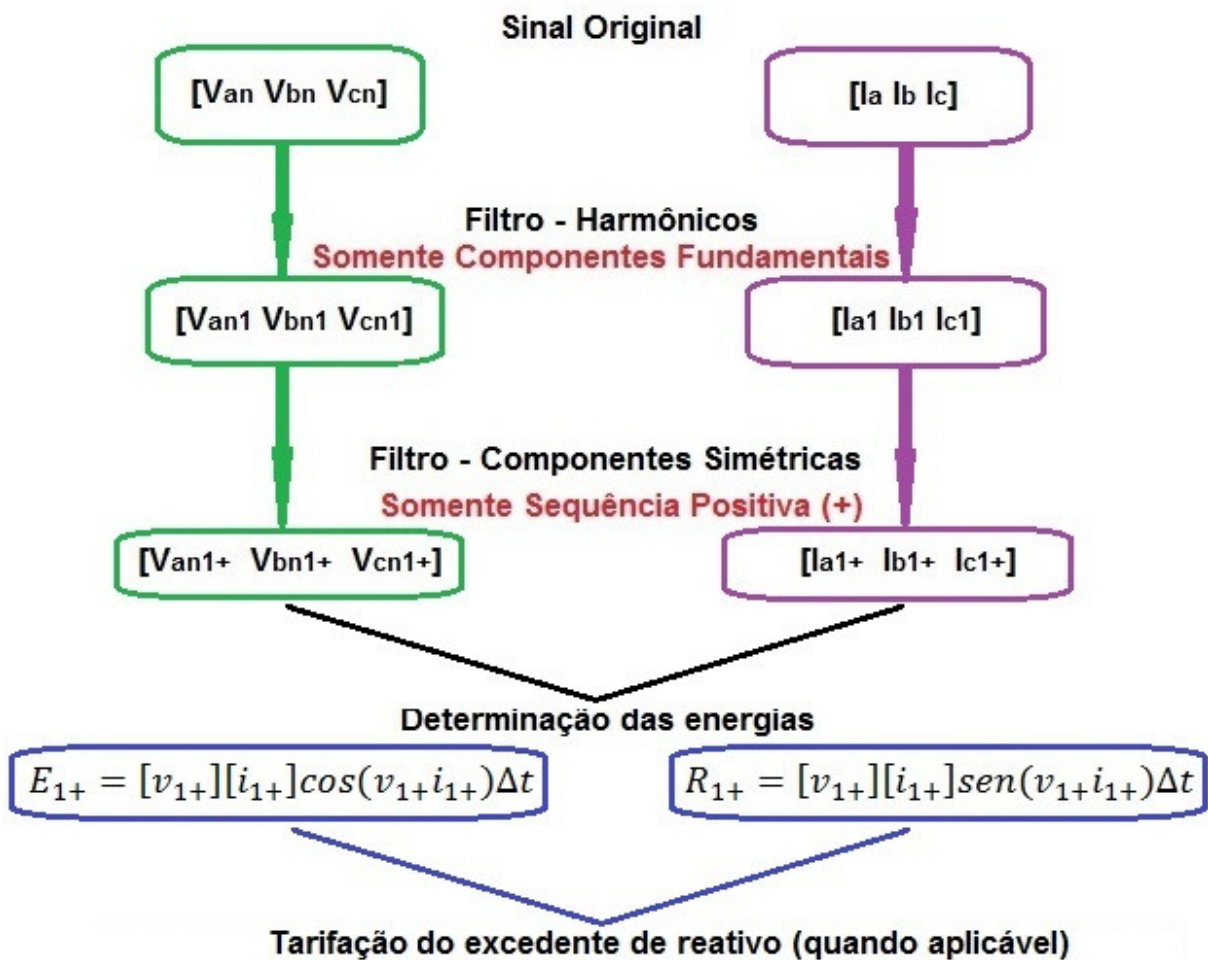 Sinal Original
[Van Vbn Vcn]
[Ia Ib Ic]
Filtro - Harmônicos
Somente Componentes Fundamentais
[Van1 Vbn1 Vcn1]
[Ia1 Ib1 Ic1]
Filtro - Componentes Simétricas
Somente Sequência Positiva (+)
[Van1+ Vbn1+ Vcn1+]
[Ia1+ Ib1+ Ic1+]
Determinação das energias
E₁₊ = [v₁₊][i₁₊]cos(v₁₊i₁₊)Δt
R₁₊ = [v₁₊][i₁₊]sen(v₁₊i₁₊)Δt
Tarifação do excedente de reativo (quando aplicável)